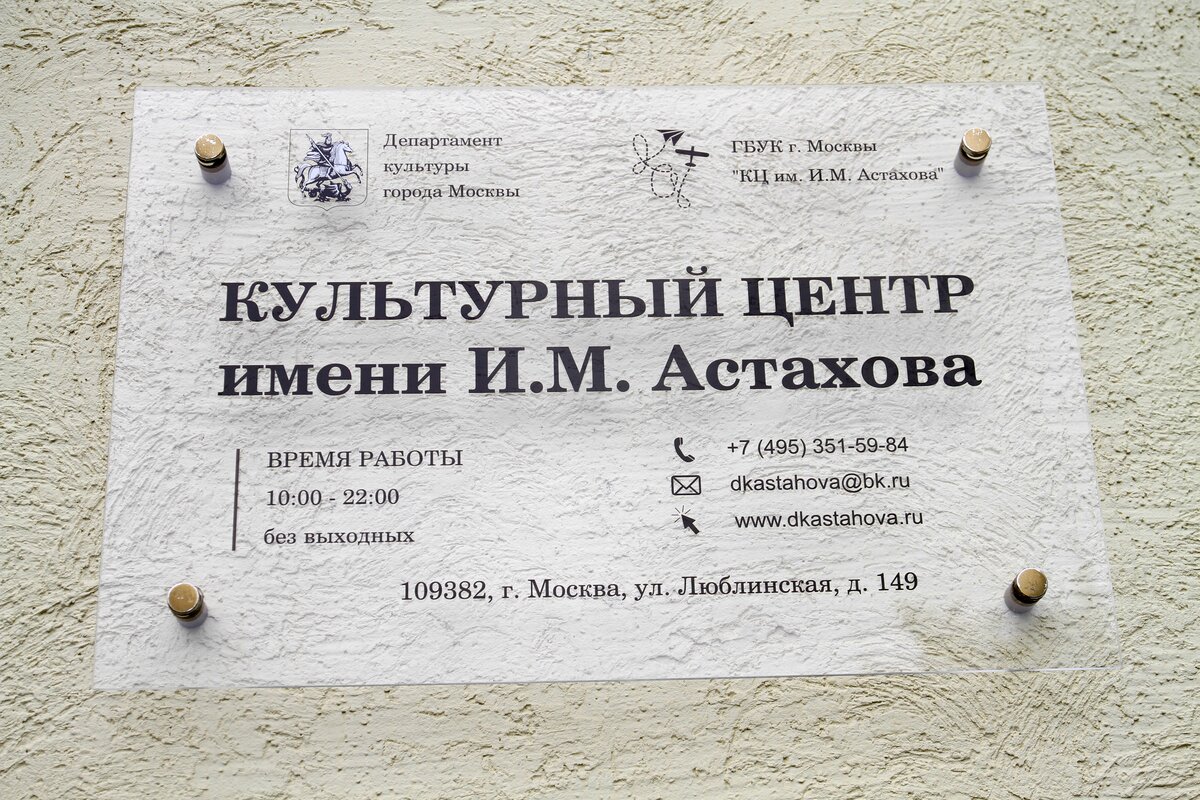 Департамент
культуры
города Москвы
ГБУК г. Москвы
"КЦ им. И.М. Астахова"
КУЛЬТУРНЫЙ ЦЕНТР
имени И.М. Астахова
ВРЕМЯ РАБОТЫ
10:00 - 22:00
без выходных
+7 (495) 351-59-84
dkastahova@bk.ru
www.dkastahova.ru
109382, г. Москва, ул. Люблинская, д. 149